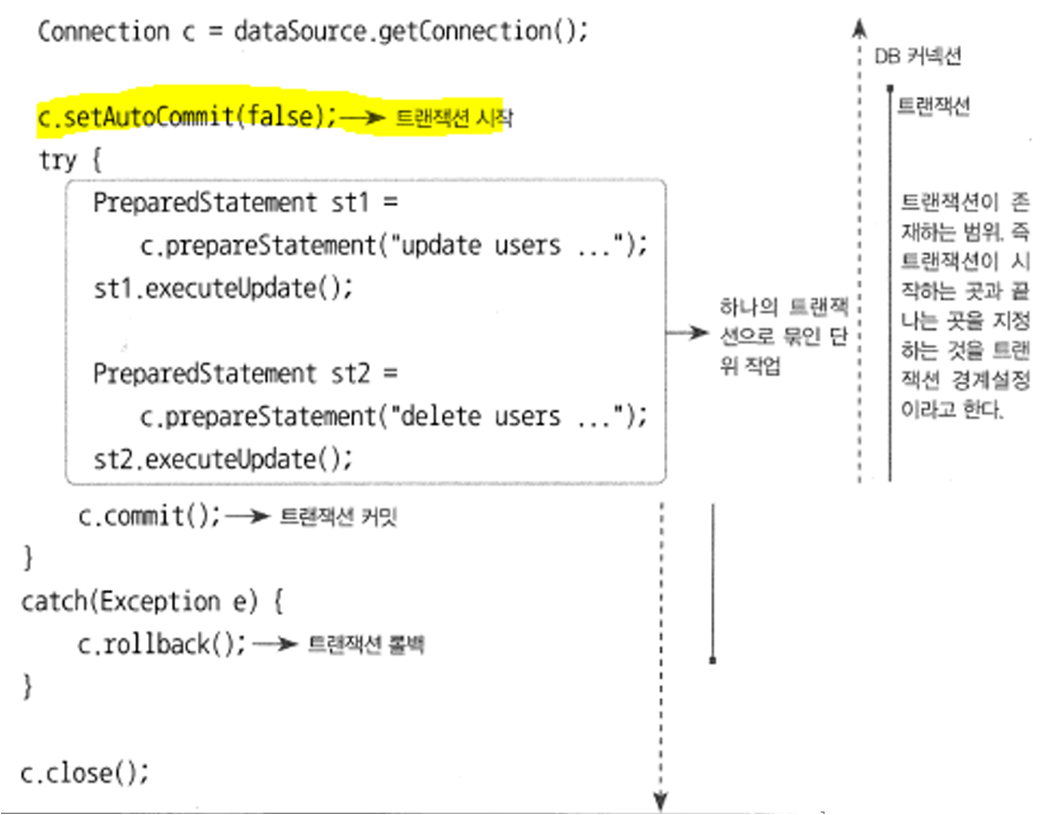 Connection c = dataSource.getConnection();
DB 커넥션
c.setAutoCommit(false); 트랜잭션 시작
트랜잭션
try {
PreparedStatement st1 =
c.prepareStatement("update users ...");
st1.executeUpdate();
PreparedStatement st2 =
c.prepareStatement("delete users ...");
st2.executeUpdate();
하나의 트랜잭
션으로 묶인 단
위 작업
트랜잭션이 존
재하는 범위. 즉
트랜잭션이 시
작하는 곳과 끝
나는 곳을 지정
하는 것을 트랜
잭션 경계설정
이라고 한다.
c.commit(); 트랜잭션 커밋
}
catch(Exception e) {
c.rollback(); 트랜잭션 롤백
}
c.close();